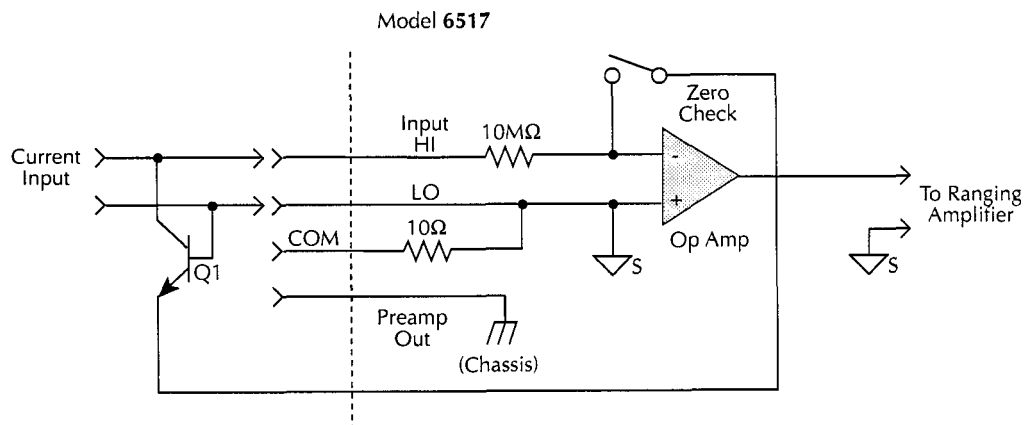 Model 6517
Zero
Check
Input
HI
10MΩ
Current
Input
-
LO
+
To Ranging
Amplifier
10Ω
COM
Op Amp
S
S
Q1
Preamp
Out
(Chassis)